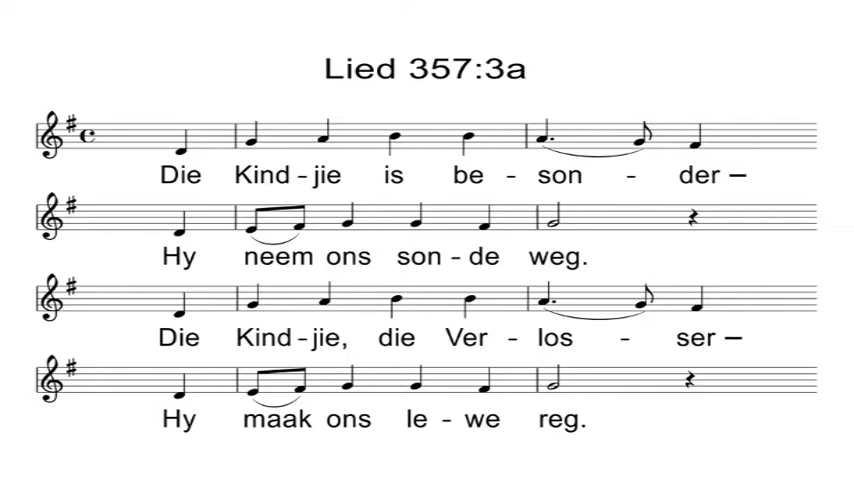 Lied 357:3a
Die Kind-jie is be-son-der–
Hy neem ons son-de weg.
Die Kind-jie, die Ver-los-ser–
Hy maak ons le-we reg.